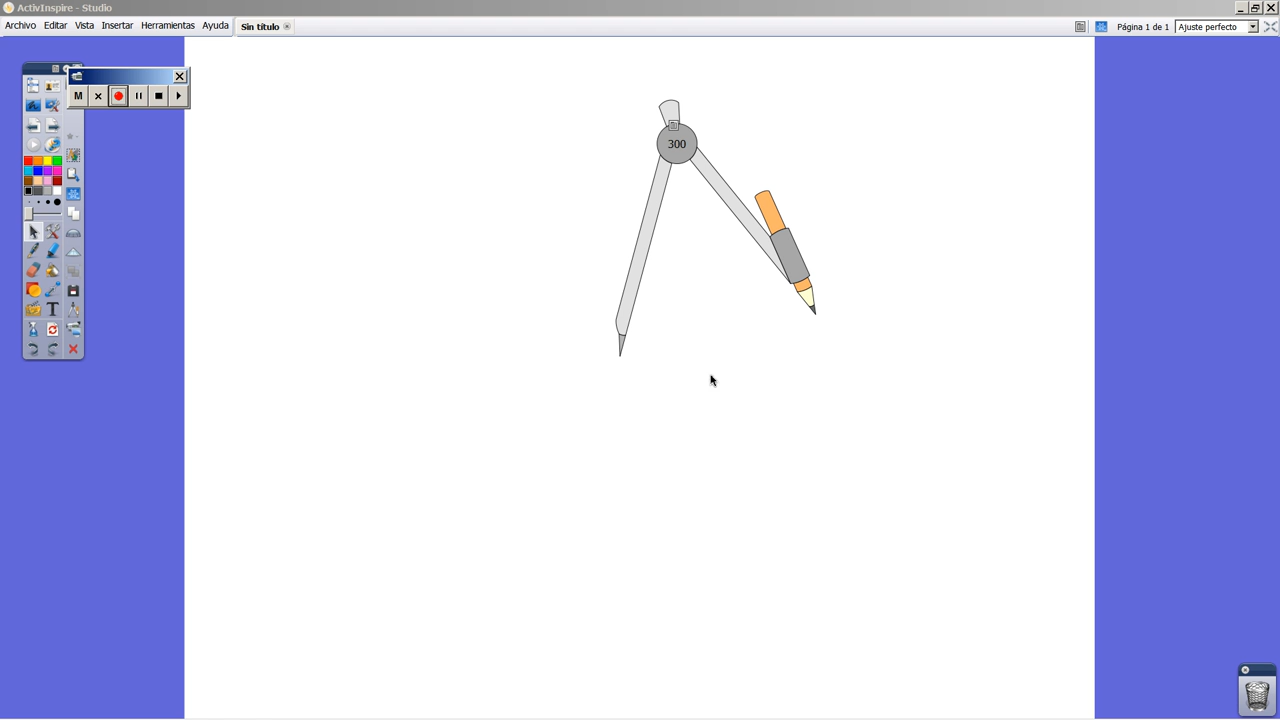 ActivInspire - Studio
Archivo Editar Vista Insertar Herramientas Ayuda
Sin título
Página 1 de 1
Ajuste perfecto
M
300
T